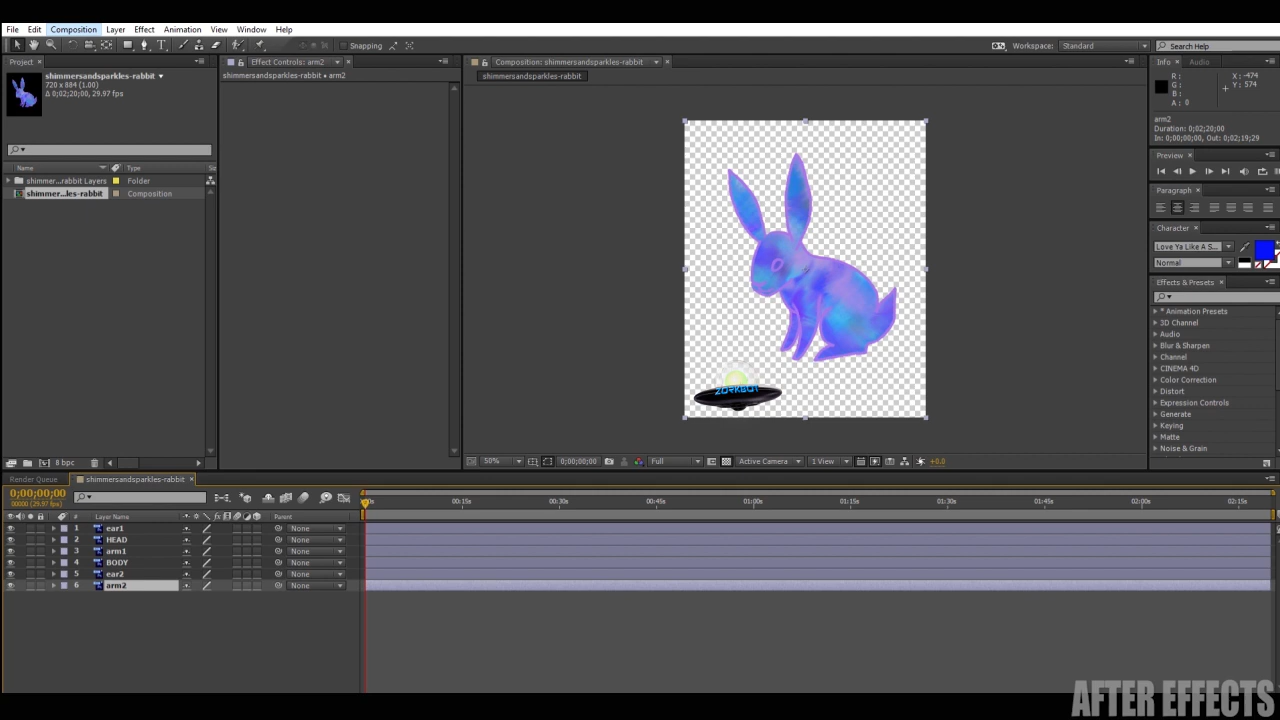 File Edit Composition Layer Effect Animation View Window Help
Snapping
Workspace: Standard
Search Help
Project
shimmersandsparkles-rabbit
720 x 884 (1.00)
Δ 0;02;20;00, 29.97 fps
Name Type
shimmer...rabbit Layers Folder
shimmer...les-rabbit Composition
8 bpc
Effect Controls: arm2
shimmersandsparkles-rabbit • arm2
Composition: shimmersandsparkles-rabbit
shimmersandsparkles-rabbit
ZORKBOT
50% 0;00;00;00 Full Active Camera 1 View +0.0
Info Audio
R : X : -474
G : Y : 574
B :
A : 0
arm2
Duration: 0;02;20;00
In: 0;00;00;00, Out: 0;02;19;29
Preview
Paragraph
Character
Love Ya Like A S...
Normal
Effects & Presets
* Animation Presets
3D Channel
Audio
Blur & Sharpen
Channel
CINEMA 4D
Color Correction
Distort
Expression Controls
Generate
Keying
Matte
Noise & Grain
Render Queue shimmersandsparkles-rabbit
0;00;00;00
00000 (29.97 fps)
00:15s 00:30s 00:45s 01:00s 01:15s 01:30s 01:45s 02:00s 02:15s
# Layer Name Parent
1 ear1 None
2 HEAD None
3 arm1 None
4 BODY None
5 ear2 None
6 arm2 None
AFTER EFFECTS